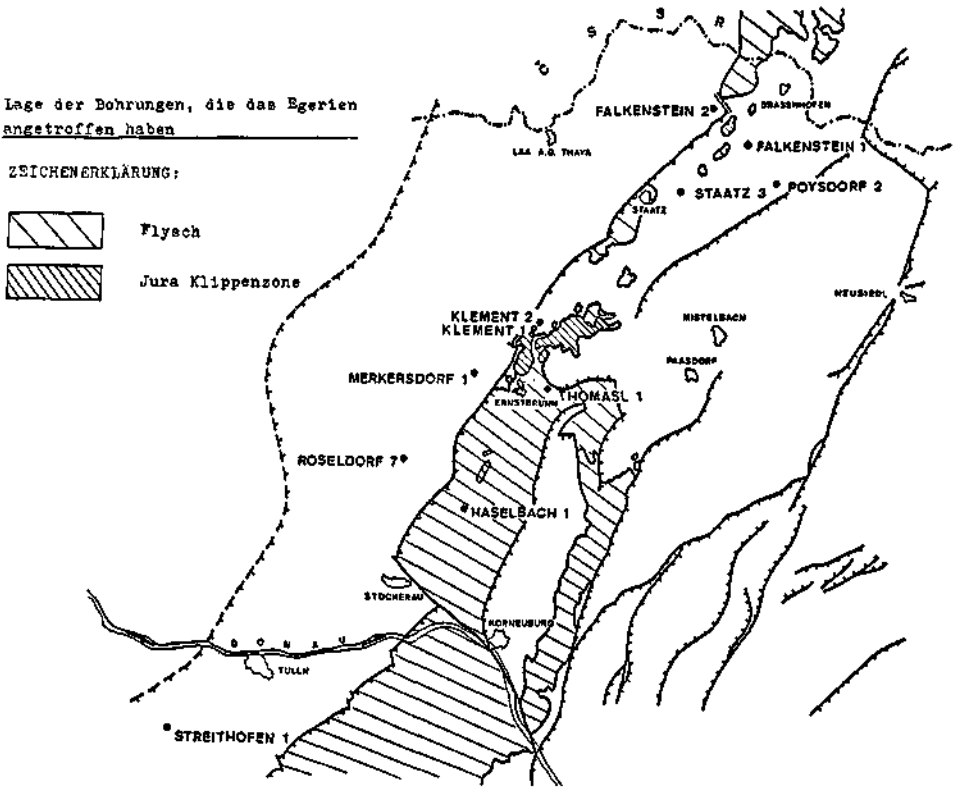 Č S S R
Lage der Bohrungen, die das Egerien
angetroffen haben
ZEICHENERKLÄRUNG:
Flysch
Jura Klippenzone
FALKENSTEIN 2
DRASENHOFEN
LAA A.D. THAYA
FALKENSTEIN 1
STAATZ
STAATZ 3
POYSDORF 2
NEUSIEDL
KLEMENT 2
KLEMENT 1
MISTELBACH
PAASDORF
MERKERSDORF 1
ERNSTBRUNN
THOMASL 1
ROSELDORF 7
HASELBACH 1
STOCKERAU
KORNEUBURG
DONAU
TULLN
STREITHOFEN 1